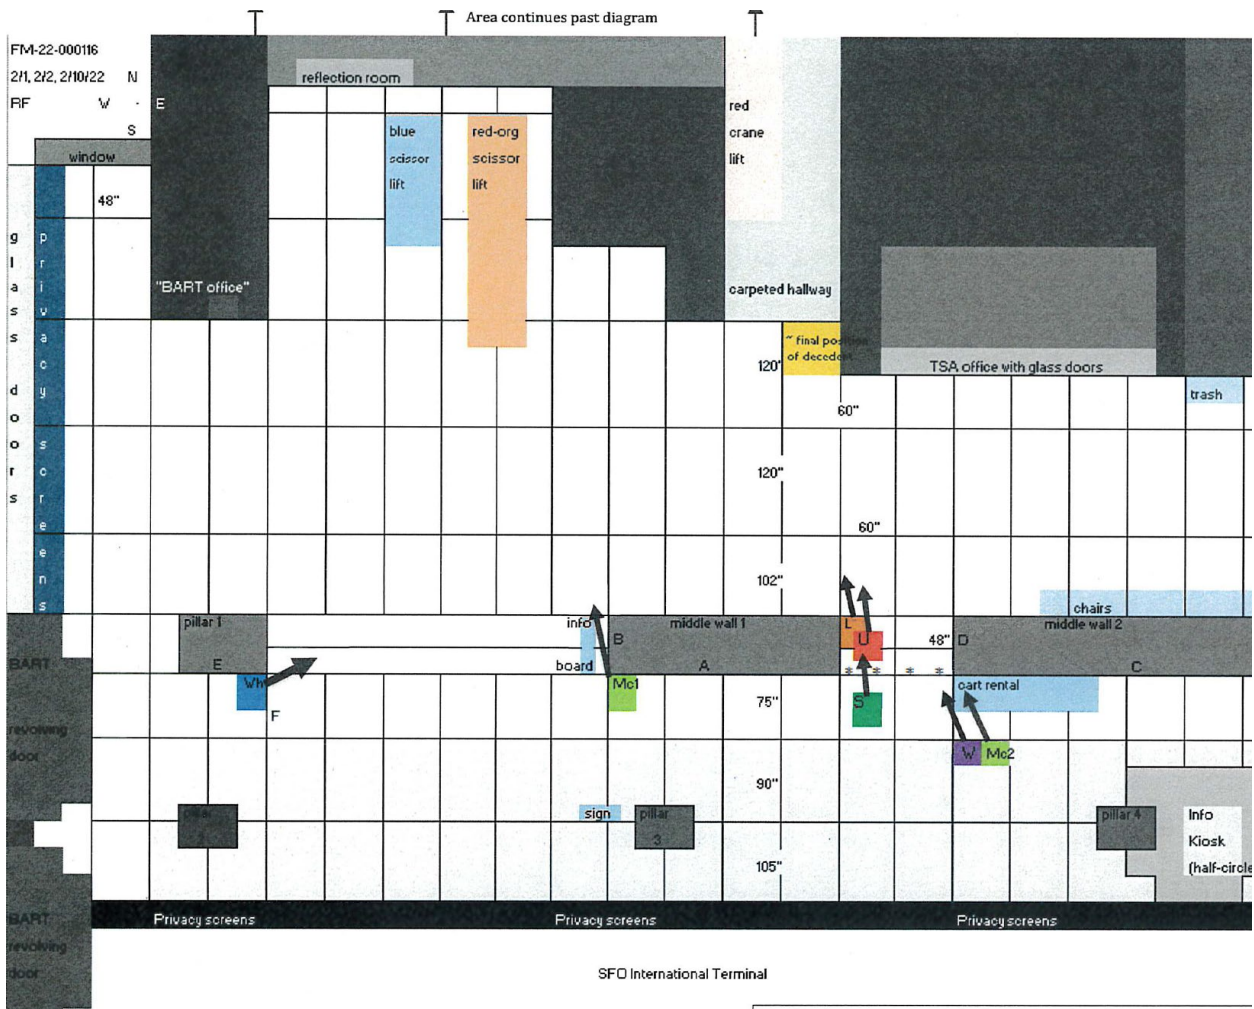 Area continues past diagram
FM-22-000116
2/1, 2/2, 2/10/22 N
RF W - E
S
window
48"
glass doors
privacy screens
"BART office"
reflection room
blue
scissor
lift
red-org
scissor
lift
red
crane
lift
carpeted hallway
~ final position
of decedent
120"
TSA office with glass doors
trash
60"
120"
60"
102"
chairs
pillar 1
E
info
board
B
middle wall 1
A
L
U
48"
D
middle wall 2
C
* * * *
BART
revolving
door
Wh
F
Mc1
75"
S
cart rental
W
Mc2
90"
pillar
sign
pillar
3
pillar 4
Info
Kiosk
(half-circle
105"
BART
revolving
door
Privacy screens
Privacy screens
Privacy screens
SFO International Terminal